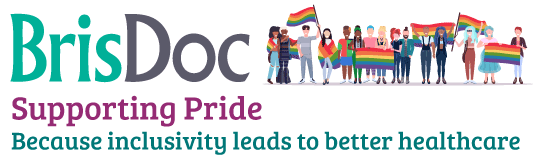 BrisDoc
Supporting Pride
Because inclusivity leads to better healthcare